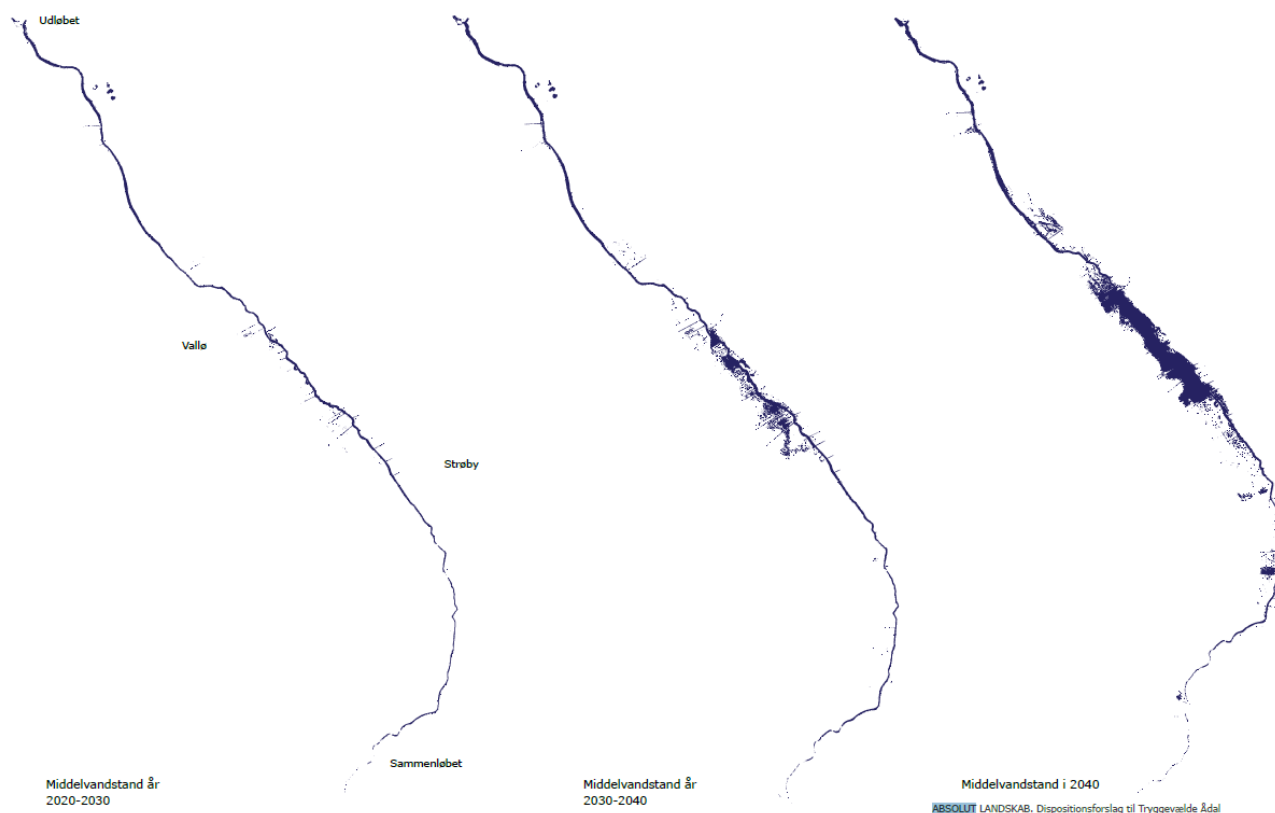 Udløbet
Vallø
Strøby
Sammenløbet
Middelvandstand år
2020-2030
Middelvandstand år
2030-2040
Middelvandstand i 2040
ABSOLUT LANDSKAB. Dispositionsforslag til Tryggevælde Ådal